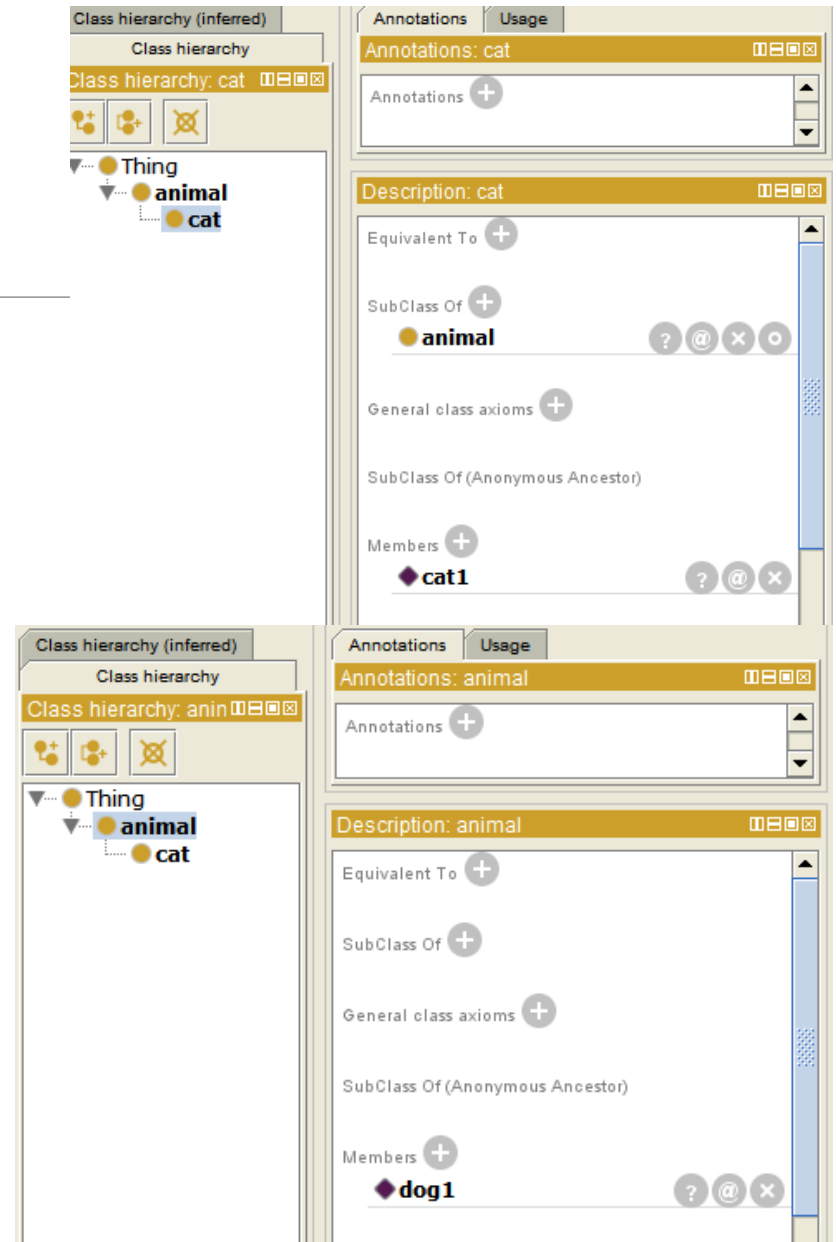 Class hierarchy (inferred)
Class hierarchy
Class hierarchy: cat
Thing
animal
cat
Annotations Usage
Annotations: cat
Annotations
Description: cat
Equivalent To
SubClass Of
animal
General class axioms
SubClass Of (Anonymous Ancestor)
Members
cat1
Class hierarchy (inferred)
Class hierarchy
Class hierarchy: anin
Thing
animal
cat
Annotations Usage
Annotations: animal
Annotations
Description: animal
Equivalent To
SubClass Of
General class axioms
SubClass Of (Anonymous Ancestor)
Members
dog1